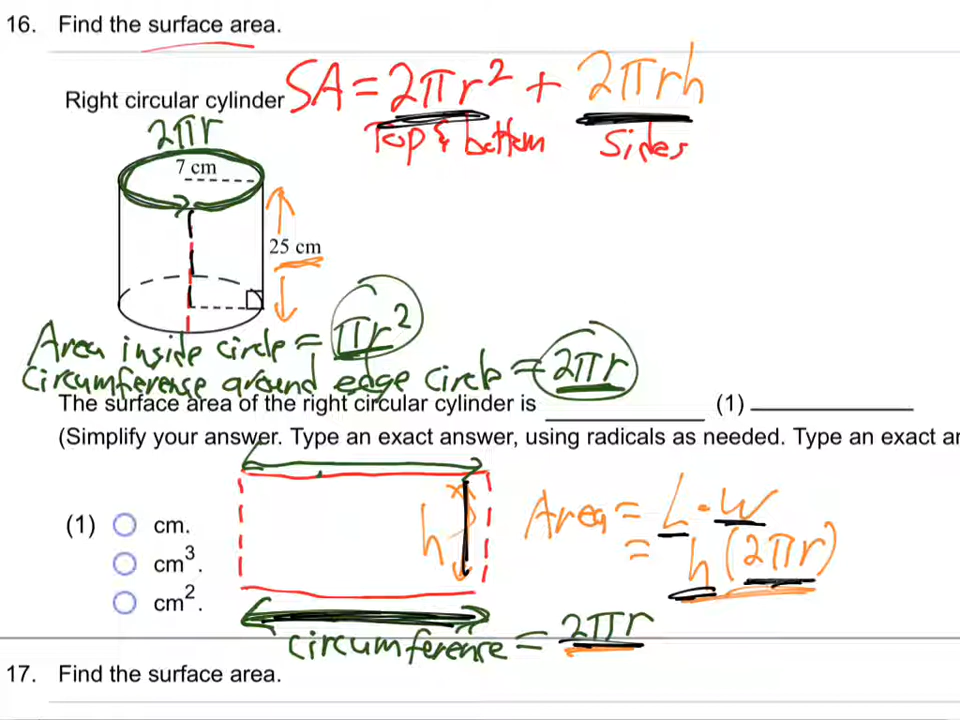 16. Find the surface area.
SA = 2πr² + 2πrh
Right circular cylinder
Top & bottom sides
2πr
7 cm
25 cm
Area inside circle = πr²
Circumference around edge circle = 2πr
The surface area of the right circular cylinder is (1)
(Simplify your answer. Type an exact answer, using radicals as needed. Type an exact
h
Area = L · w
= h (2πr)
(1) cm.
cm³.
cm².
circumference = 2πr
17. Find the surface area.